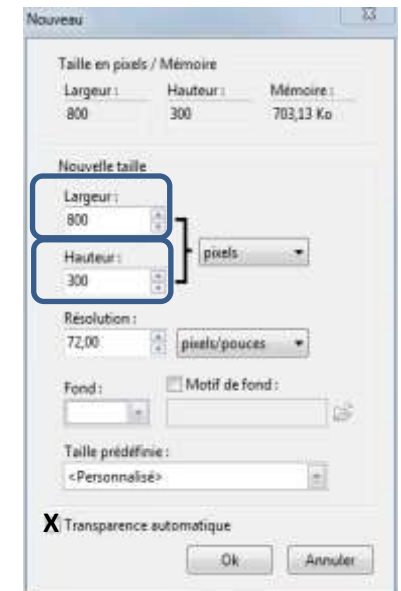 Nouveau
Taille en pixels / Mémoire
Largeur : Hauteur : Mémoire :
800 300 703,13 Ko
Nouvelle taille
Largeur :
800
pixels
Hauteur :
300
Résolution :
72,00 pixels/pouces
Fond : Motif de fond :
Taille prédéfinie :
<Personnalisé>
X Transparence automatique
Ok Annuler